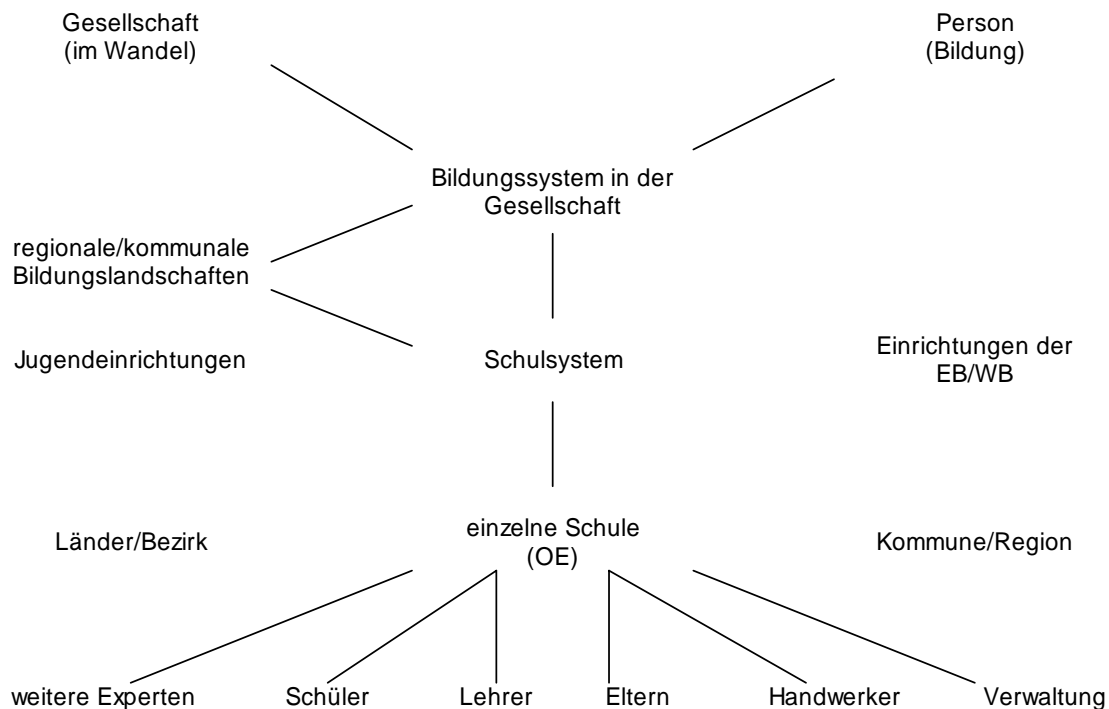 Gesellschaft
(im Wandel)
Person
(Bildung)
Bildungssystem in der
Gesellschaft
regionale/kommunale
Bildungslandschaften
Jugendeinrichtungen
Schulsystem
Einrichtungen der
EB/WB
Länder/Bezirk
einzelne Schule
(OE)
Kommune/Region
weitere Experten
Schüler
Lehrer
Eltern
Handwerker
Verwaltung